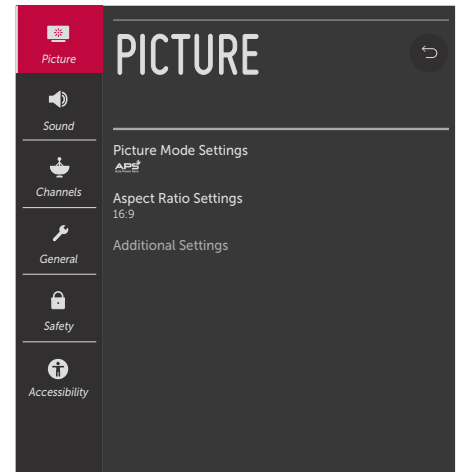 Picture
Sound
Channels
General
Safety
Accessibility
PICTURE
Picture Mode Settings
APS
Aspect Ratio Settings
16:9
Additional Settings